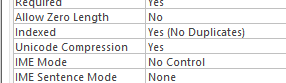 Required Yes
Allow Zero Length No
Indexed Yes (No Duplicates)
Unicode Compression Yes
IME Mode No Control
IME Sentence Mode None